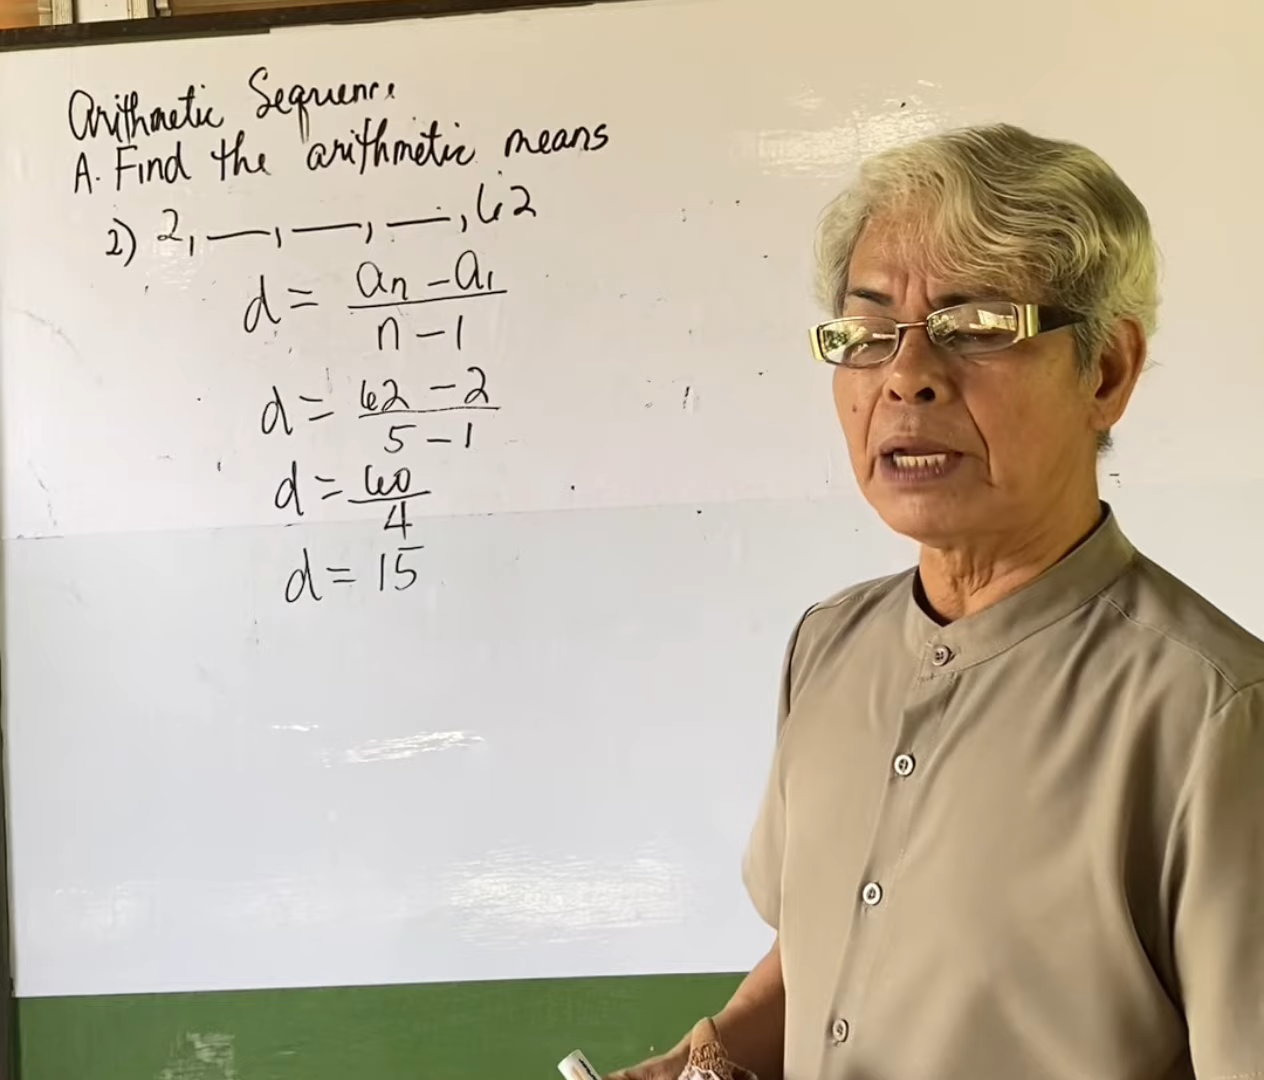 Arithmetic Sequence
A. Find the arithmetic means
2) 2, __, __, __, 62
d = an - a1 / n - 1
d = 62 - 2 / 5 - 1
d = 60 / 4
d = 15